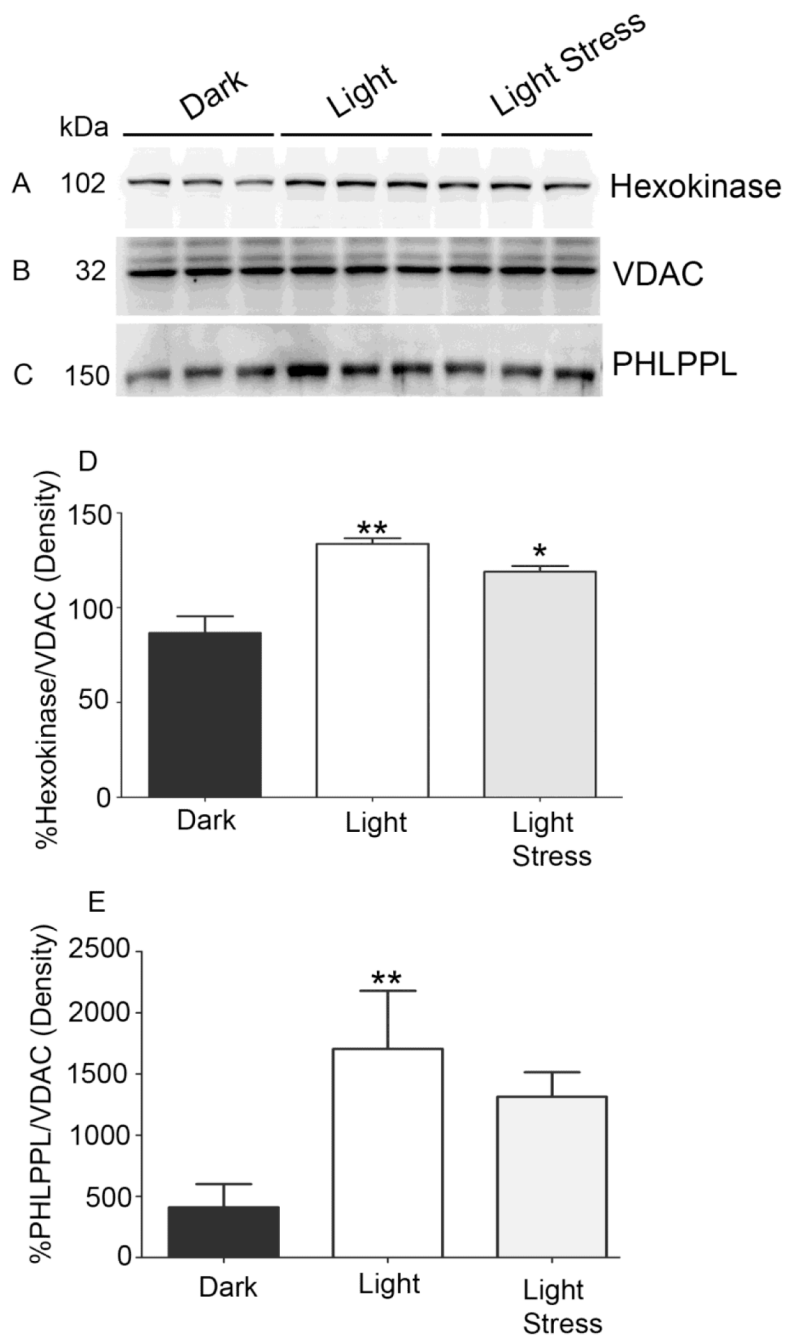 Dark Light Light Stress
kDa
A 102 Hexokinase
B 32 VDAC
C 150 PHLPPL
D
%Hexokinase/VDAC (Density)
150
**
*
100
50
0
Dark Light Light
Stress
E
%PHLPPL/VDAC (Density)
2500
**
2000
1500
1000
500
0
Dark Light Light
Stress